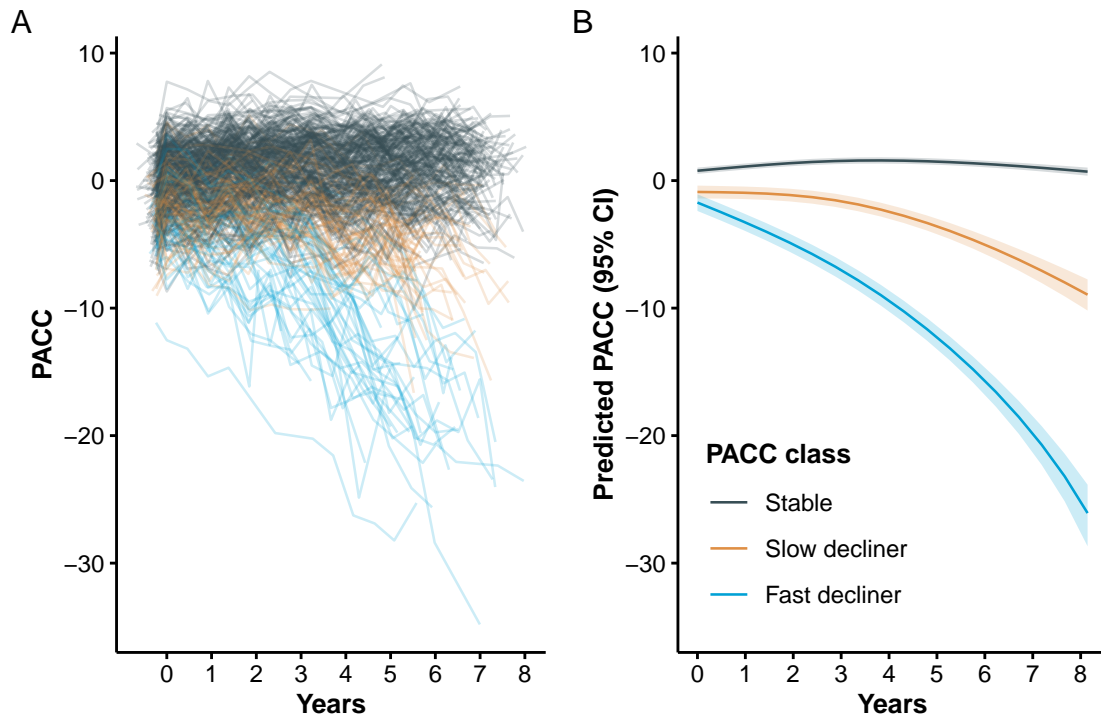 A
B
10
0
−10
−20
−30
PACC
0 1 2 3 4 5 6 7 8
Years
10
0
−10
−20
−30
Predicted PACC (95% CI)
PACC class
Stable
Slow decliner
Fast decliner
0 1 2 3 4 5 6 7 8
Years